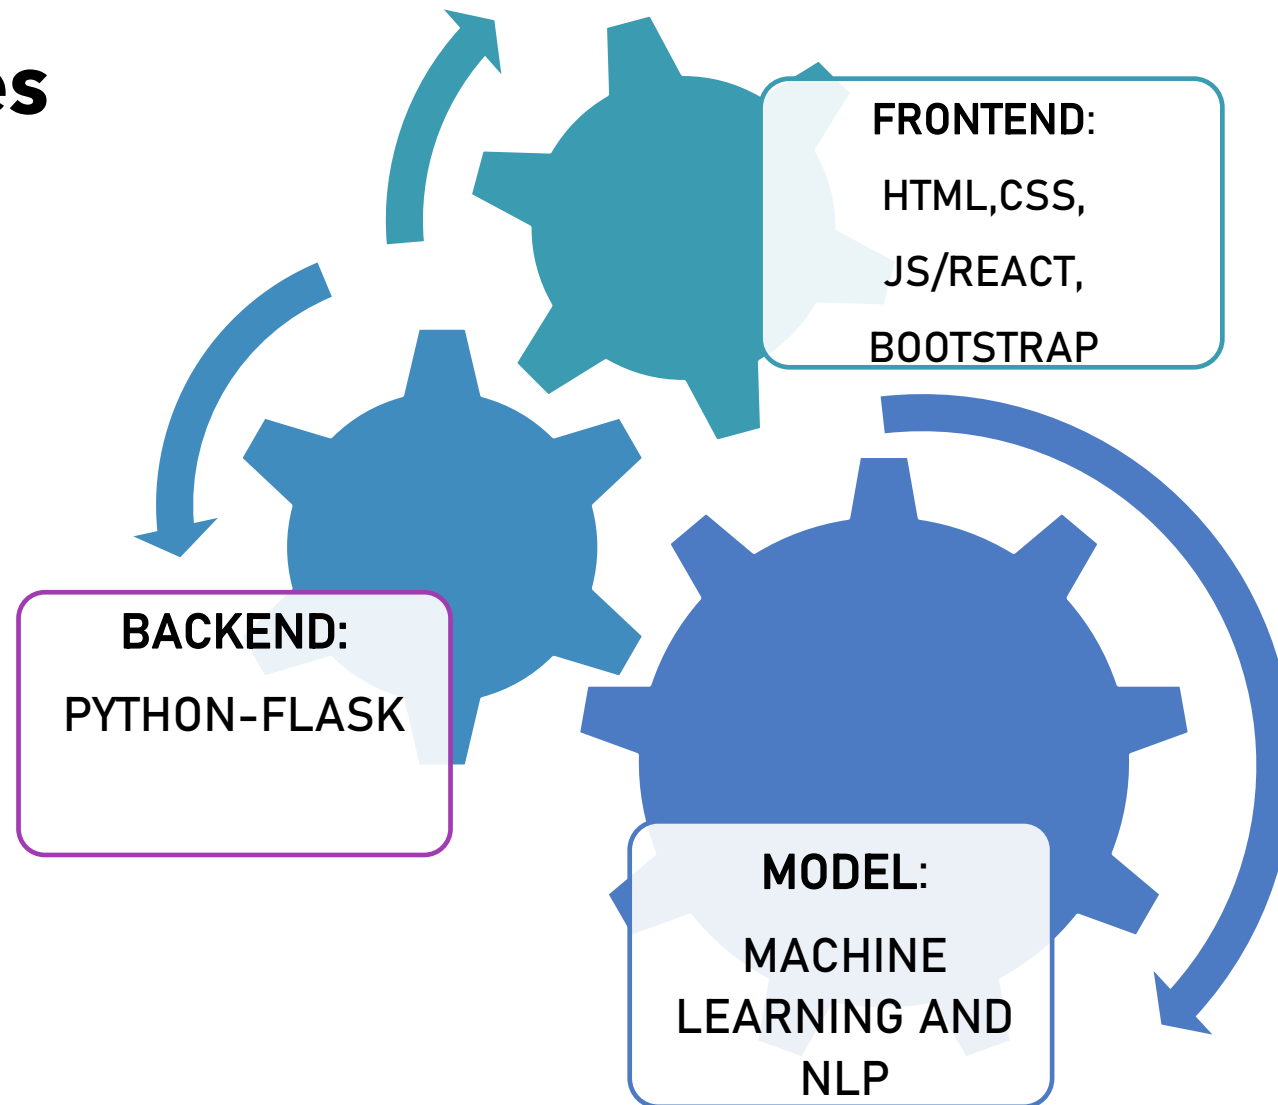 es
FRONTEND:
HTML,CSS,
JS/REACT,
BOOTSTRAP
BACKEND:
PYTHON-FLASK
MODEL:
MACHINE
LEARNING AND
NLP